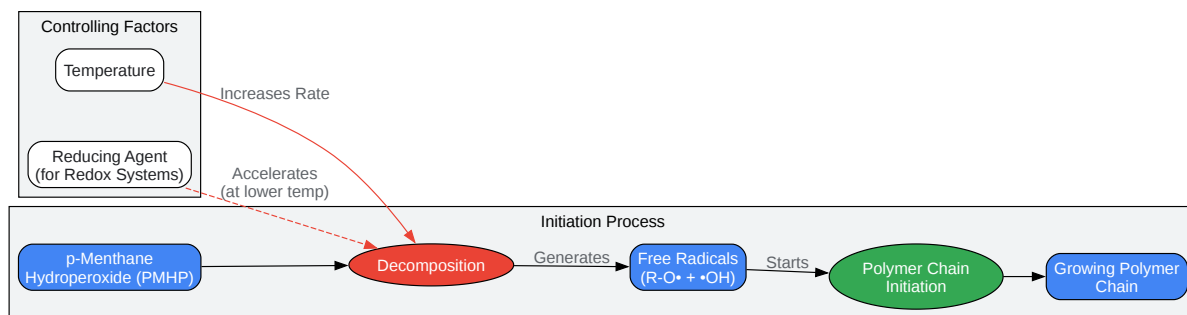 Controlling Factors
Temperature
Increases Rate
Reducing Agent
(for Redox Systems)
Accelerates
(at lower temp)
Initiation Process
p-Menthane
Hydroperoxide (PMHP)
Decomposition
Generates
Free Radicals
(R-O• + •OH)
Starts
Polymer Chain
Initiation
Growing Polymer
Chain